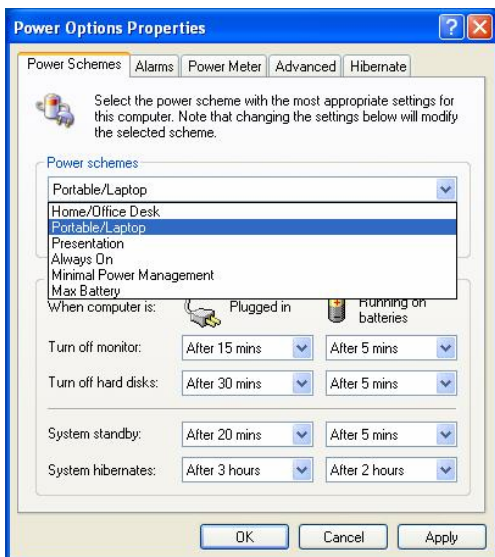 Power Options Properties
Power Schemes Alarms Power Meter Advanced Hibernate
Select the power scheme with the most appropriate settings for
this computer. Note that changing the settings below will modify
the selected scheme.
Power schemes
Portable/Laptop
Home/Office Desk
Portable/Laptop
Presentation
Always On
Minimal Power Management
Max Battery
When computer is: Plugged in Running on
batteries
Turn off monitor: After 15 mins After 5 mins
Turn off hard disks: After 30 mins After 5 mins
System standby: After 20 mins After 5 mins
System hibernates: After 3 hours After 2 hours
OK Cancel Apply